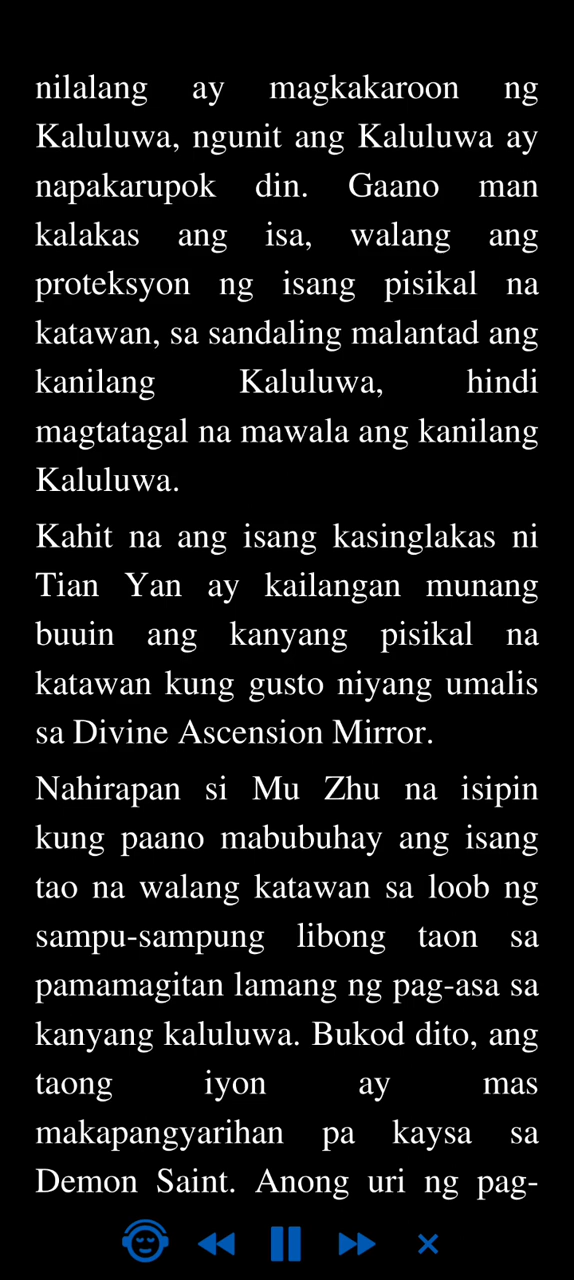 nilalang ay magkakaroon ng
Kaluluwa, ngunit ang Kaluluwa ay
napakarupok din. Gaano man
kalakas ang isa, walang ang
proteksyon ng isang pisikal na
katawan, sa sandaling malantad ang
kanilang Kaluluwa, hindi
magtatagal na mawala ang kanilang
Kaluluwa.
Kahit na ang isang kasinglakas ni
Tian Yan ay kailangan munang
buuin ang kanyang pisikal na
katawan kung gusto niyang umalis
sa Divine Ascension Mirror.
Nahirapan si Mu Zhu na isipin
kung paano mabubuhay ang isang
tao na walang katawan sa loob ng
sampu-sampung libong taon sa
pamamagitan lamang ng pag-asa sa
kanyang kaluluwa. Bukod dito, ang
taong iyon ay mas
makapangyarihan pa kaysa sa
Demon Saint. Anong uri ng pag-